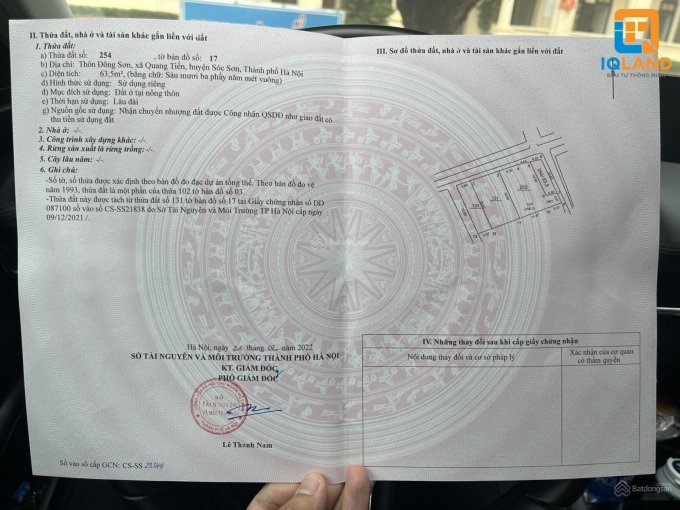 II. Thửa đất, nhà ở và tài sản khác gắn liền với đất
1. Thửa đất:
a) Thửa đất số: 254 , tờ bản đồ số: 17
b) Địa chỉ: Thôn Đông Sơn, xã Quang Tiến, huyện Sóc Sơn, Thành phố Hà Nội
c) Diện tích: 63,5m², (bằng chữ: Sáu mươi ba phảy năm mét vuông)
d) Hình thức sử dụng: Sử dụng riêng
đ) Mục đích sử dụng: Đất ở tại nông thôn
e) Thời hạn sử dụng: Lâu dài
g) Nguồn gốc sử dụng: Nhận chuyển nhượng đất được Công nhận QSDĐ như giao đất có
thu tiền sử dụng đất
2. Nhà ở: -/-.
3. Công trình xây dựng khác: -/-.
4. Rừng sản xuất là rừng trồng: -/-.
5. Cây lâu năm: -/-.
6. Ghi chú:
-Số tờ, số thửa được xác định theo bản đồ đo đạc dự án tổng thể. Theo bản đồ đo vẽ
năm 1993, thửa đất là một phần của thửa 102 tờ bản đồ số 03.
-Thửa đất này được tách từ thửa đất số 131 tờ bản đồ số 17 tại Giấy chứng nhận số DD
087100 số vào sổ CS-SS21838 do Sở Tài Nguyên và Môi Trường TP Hà Nội cấp ngày
09/12/2021./.
Hà Nội, ngày 21 tháng 02 năm 2022
SỞ TÀI NGUYÊN VÀ MÔI TRƯỜNG THÀNH PHỐ HÀ NỘI
KT. GIÁM ĐỐC
PHÓ GIÁM ĐỐC
Lê Thanh Nam
Số vào sổ cấp GCN: CS-SS
III. Sơ đồ thửa đất, nhà ở và tài sản khác gắn liền với đất
IQLAND
ĐẦU TƯ THÔNG MINH
IV. Những thay đổi sau khi cấp giấy chứng nhận
Nội dung thay đổi và cơ sở pháp lý
Xác nhận của cơ quan
có thẩm quyền
Batdongsan
Batdongsan